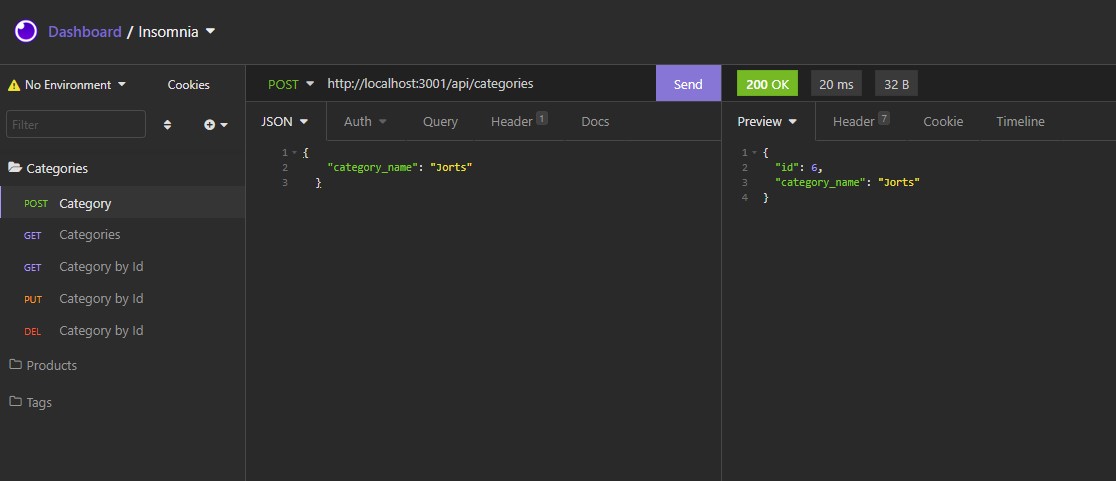 Dashboard / Insomnia
No Environment Cookies
POST http://localhost:3001/api/categories Send
200 OK 20 ms 32 B
Filter
JSON Auth Query Header 1 Docs
Preview Header 7 Cookie Timeline
Categories
POST Category
GET Categories
GET Category by Id
PUT Category by Id
DEL Category by Id
Products
Tags
1 {
2 "category_name": "Jorts"
3 }
1 {
2 "id": 6,
3 "category_name": "Jorts"
4 }